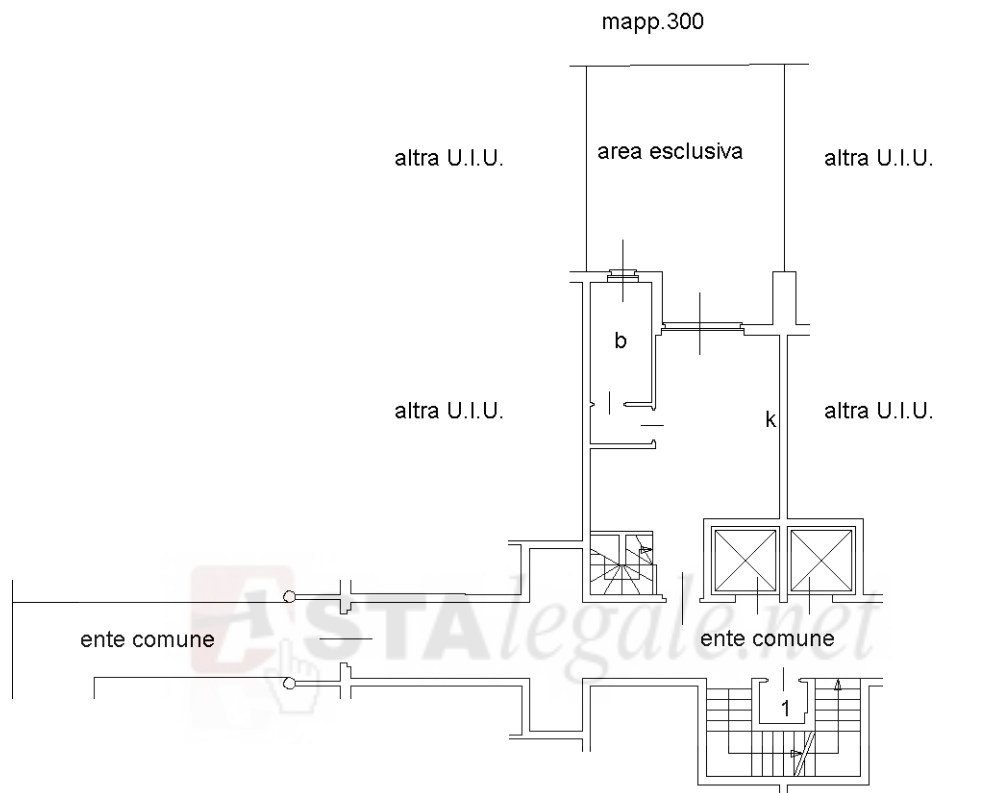 mapp.300
altra U.I.U.
area esclusiva
altra U.I.U.
b
altra U.I.U.
k
altra U.I.U.
ASTAlegale.net
ente comune
ente comune
1